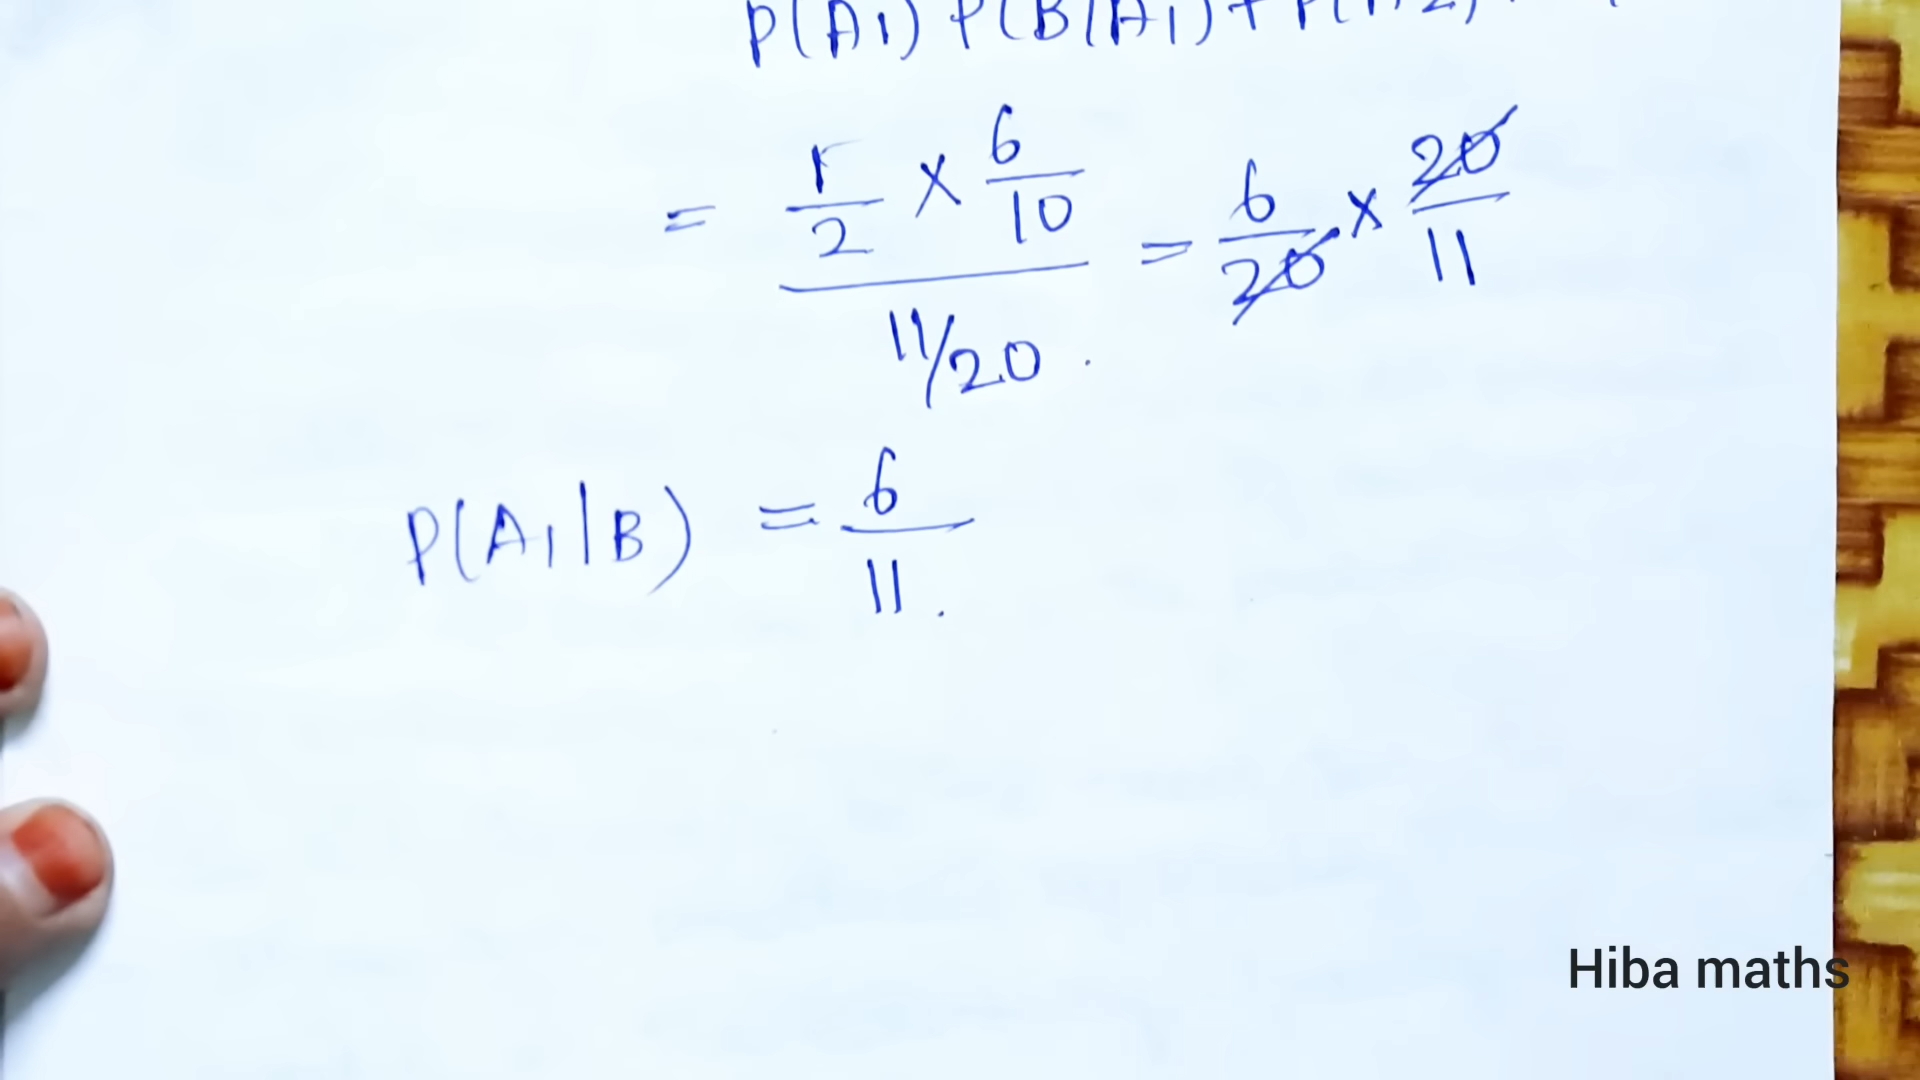 P(A1) P(B/A1) + P(
= 1/2 × 6/10 / 11/20 . = 6/20 × 20/11
P(A1|B) = 6/11 .
Hiba maths